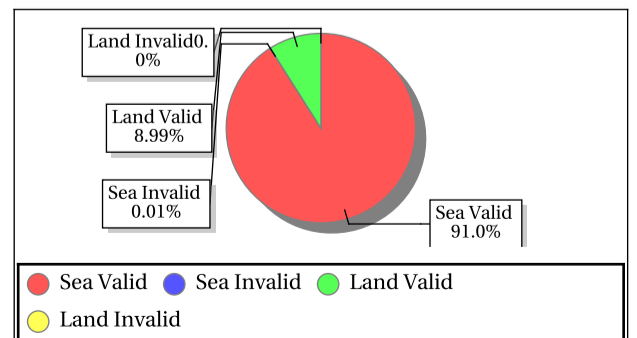 Land Invalid0.
0%
Land Valid
8.99%
Sea Invalid
0.01%
Sea Valid
91.0%
Sea Valid Sea Invalid Land Valid
Land Invalid